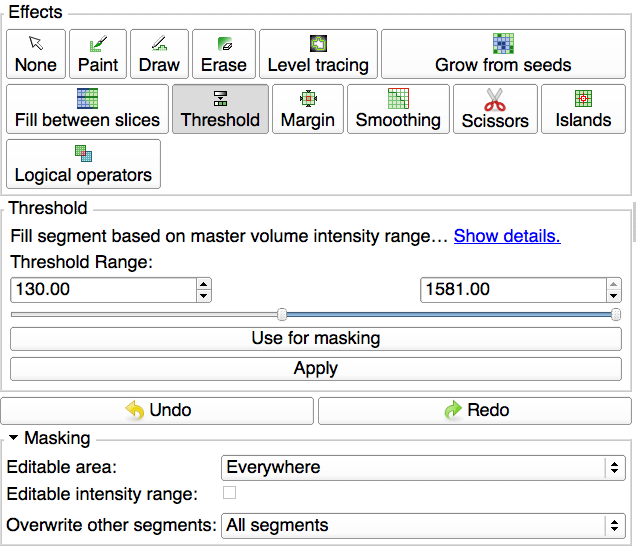 Effects
None Paint Draw Erase Level tracing Grow from seeds
Fill between slices Threshold Margin Smoothing Scissors Islands
Logical operators
Threshold
Fill segment based on master volume intensity range… Show details.
Threshold Range:
130.00 1581.00
Use for masking
Apply
Undo Redo
Masking
Editable area: Everywhere
Editable intensity range:
Overwrite other segments: All segments